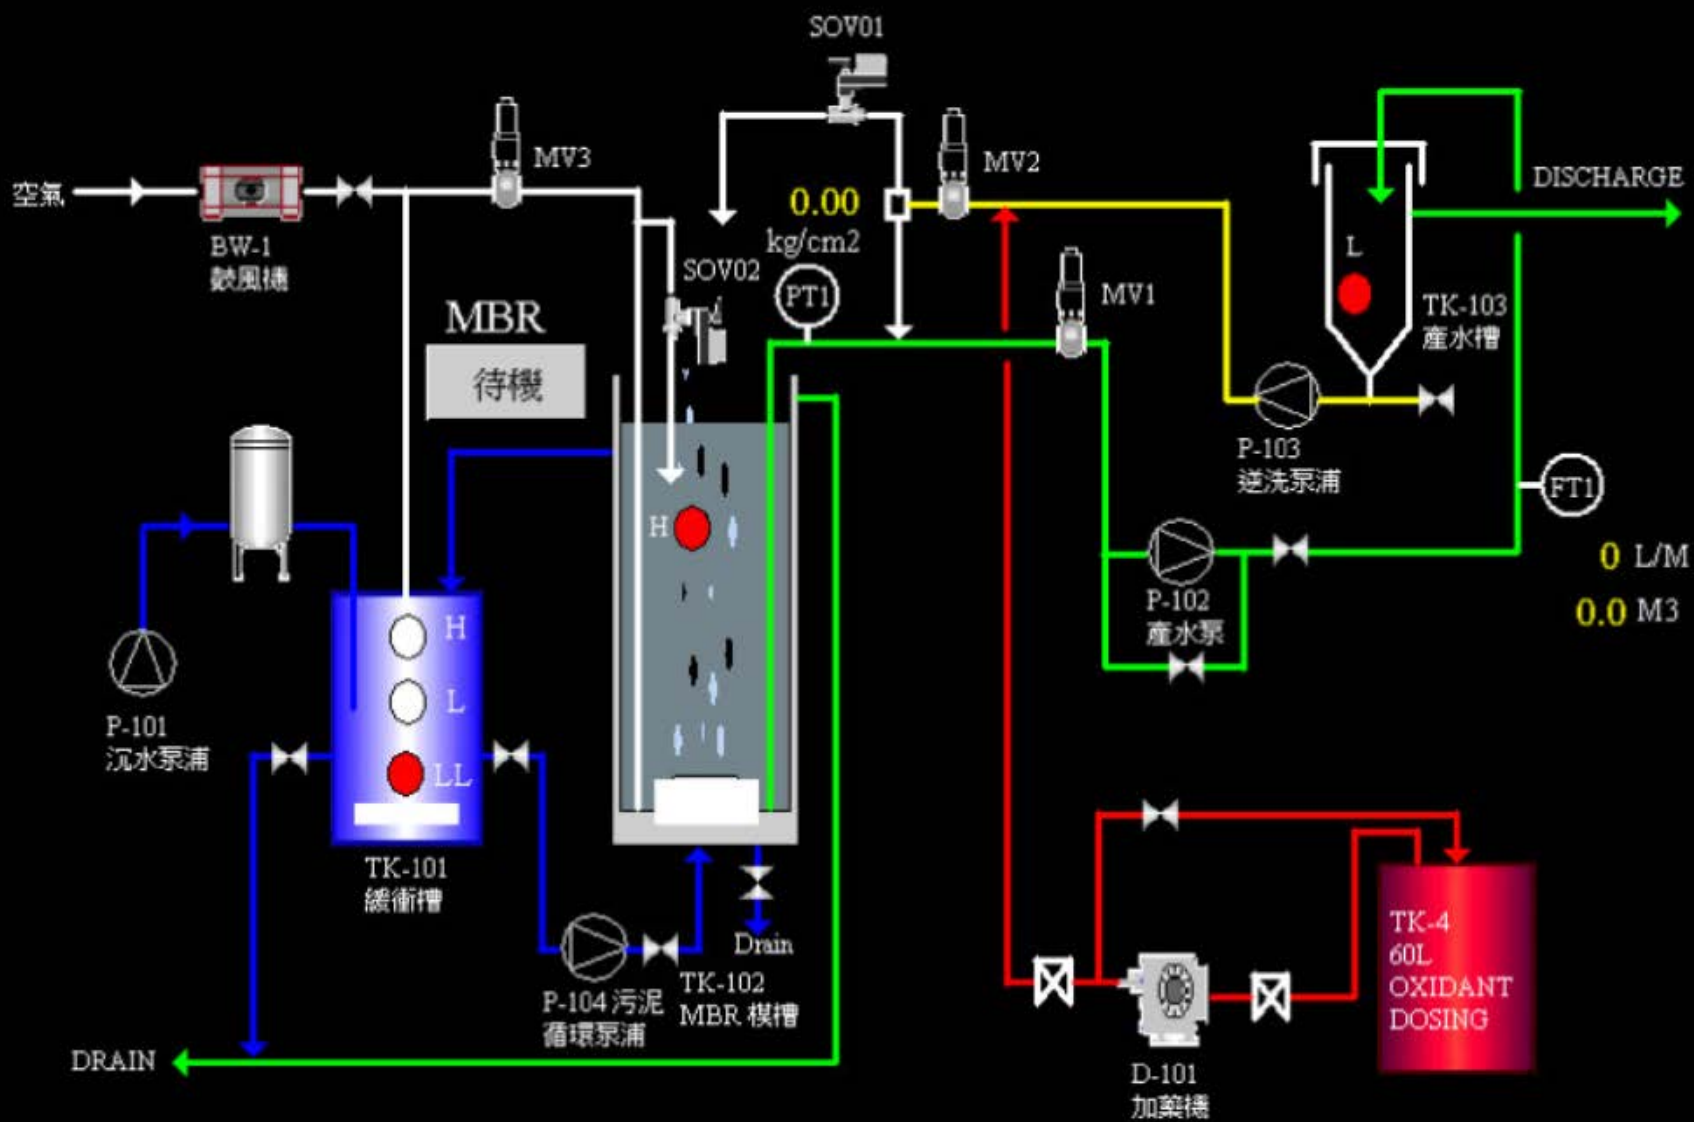 SOV01
MV3
MV2
空氣
DISCHARGE
0.00
kg/cm2
BW-1
鼓風機
L
SOV02
PT1
MV1
TK-103
產水槽
MBR
待機
P-103
逆洗泵浦
FT1
H
0 L/M
P-102
產水泵
0.0 M3
H
L
P-101
沉水泵浦
LL
TK-101
緩衝槽
Drain
P-104 污泥
循環泵浦
TK-102
MBR 模槽
TK-4
60L
OXIDANT
DOSING
DRAIN
D-101
加藥機